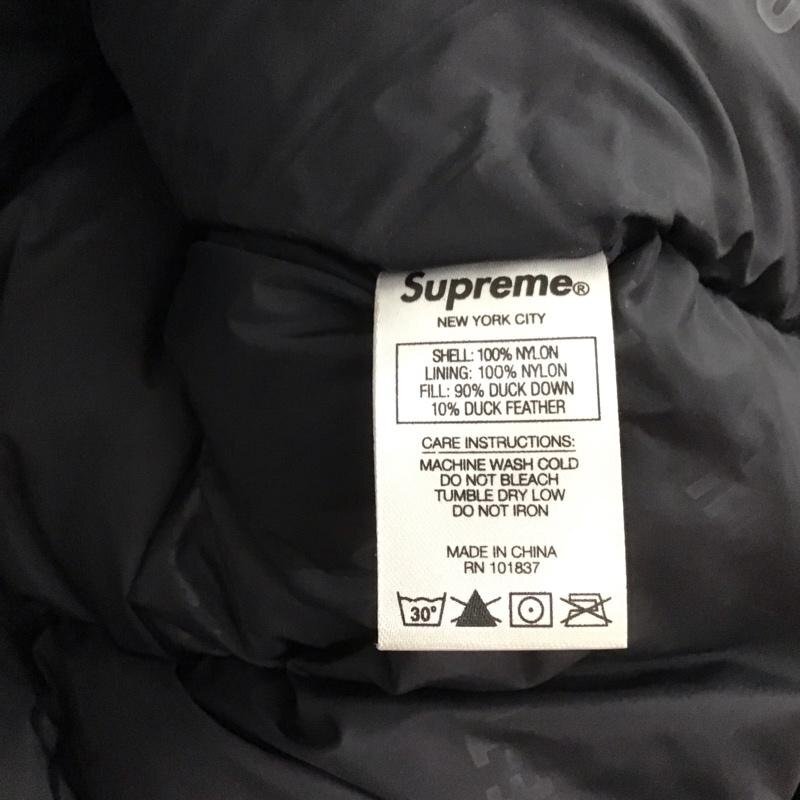 Supreme®
NEW YORK CITY
SHELL: 100% NYLON
LINING: 100% NYLON
FILL: 90% DUCK DOWN
10% DUCK FEATHER
CARE INSTRUCTIONS:
MACHINE WASH COLD
DO NOT BLEACH
TUMBLE DRY LOW
DO NOT IRON
MADE IN CHINA
RN 101837
30°